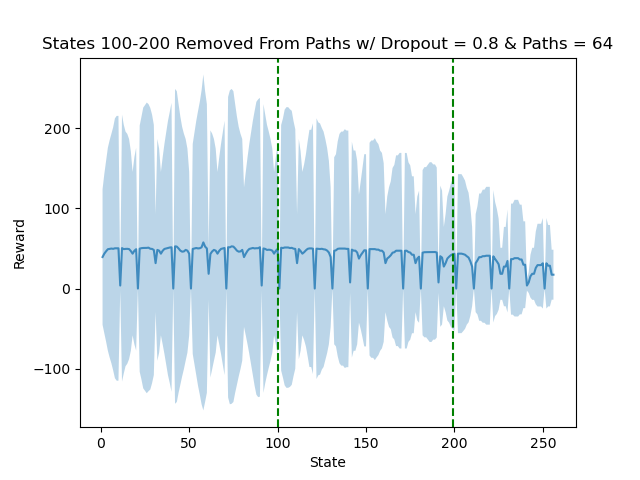 States 100-200 Removed From Paths w/ Dropout = 0.8 & Paths = 64
200
100
0
−100
Reward
0 50 100 150 200 250
State